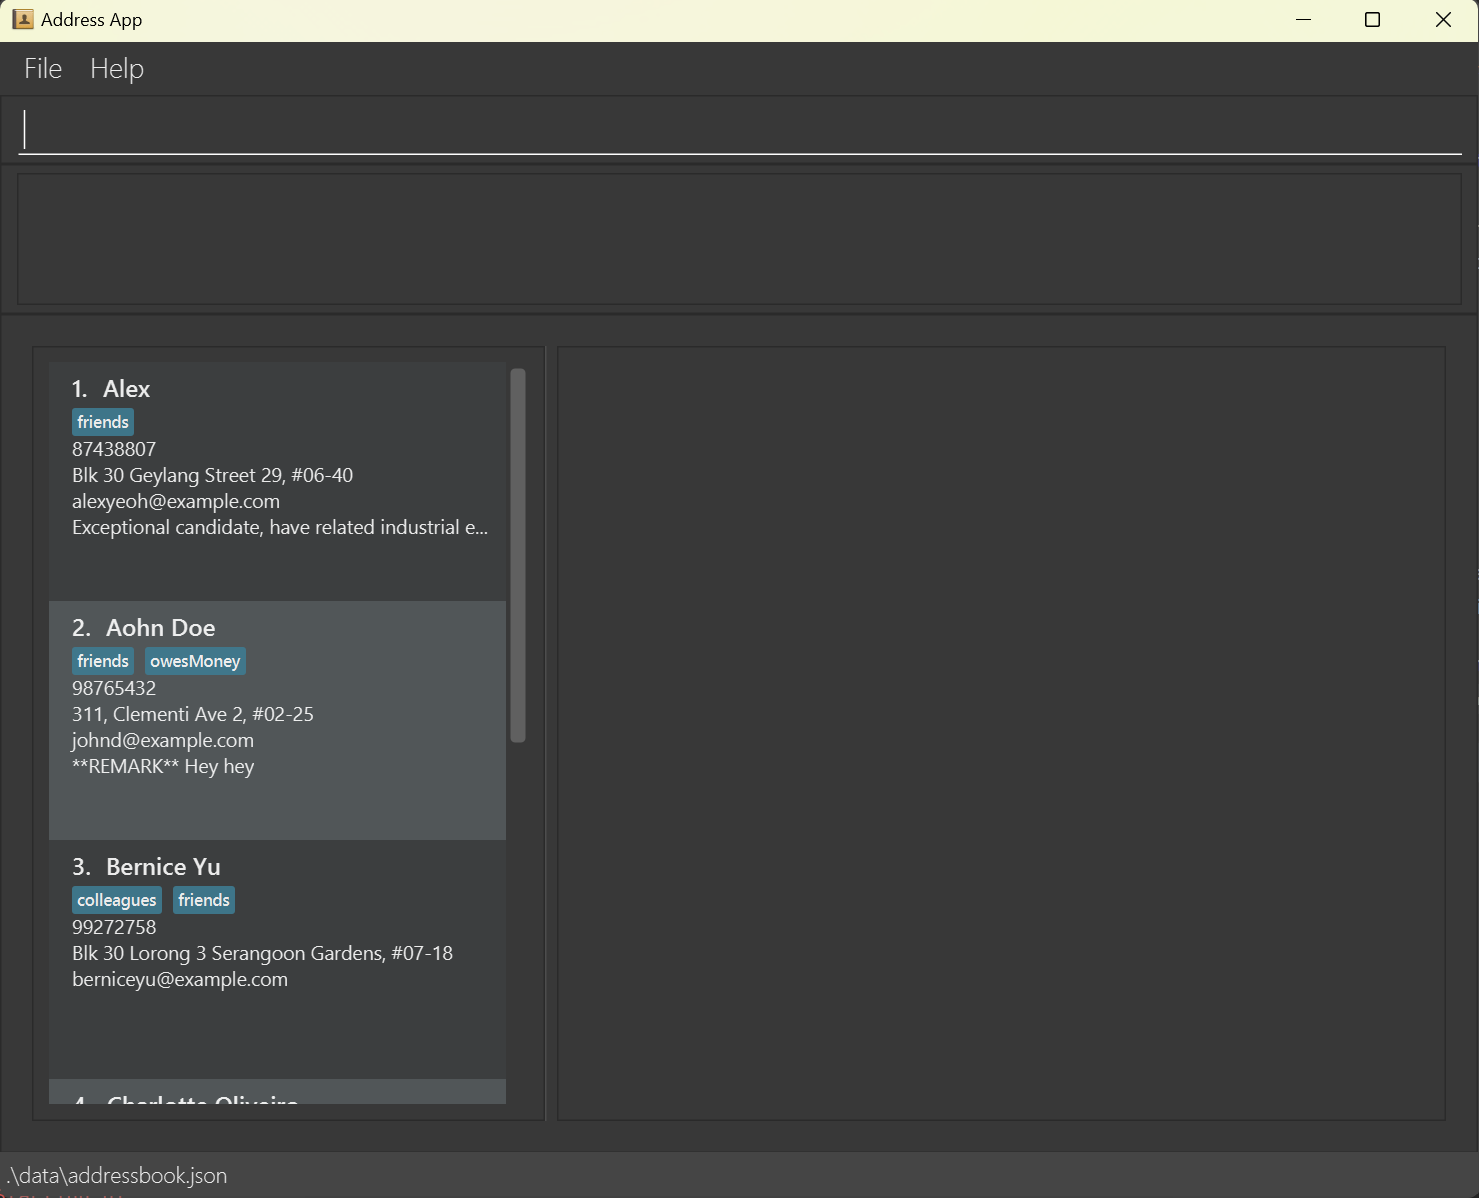 Address App
File Help
1. Alex
friends
87438807
Blk 30 Geylang Street 29, #06-40
alexyeoh@example.com
Exceptional candidate, have related industrial e...
2. Aohn Doe
friends owesMoney
98765432
311, Clementi Ave 2, #02-25
johnd@example.com
**REMARK** Hey hey
3. Bernice Yu
colleagues friends
99272758
Blk 30 Lorong 3 Serangoon Gardens, #07-18
berniceyu@example.com
4. Charlotte Oliveiro
.\data\addressbook.json